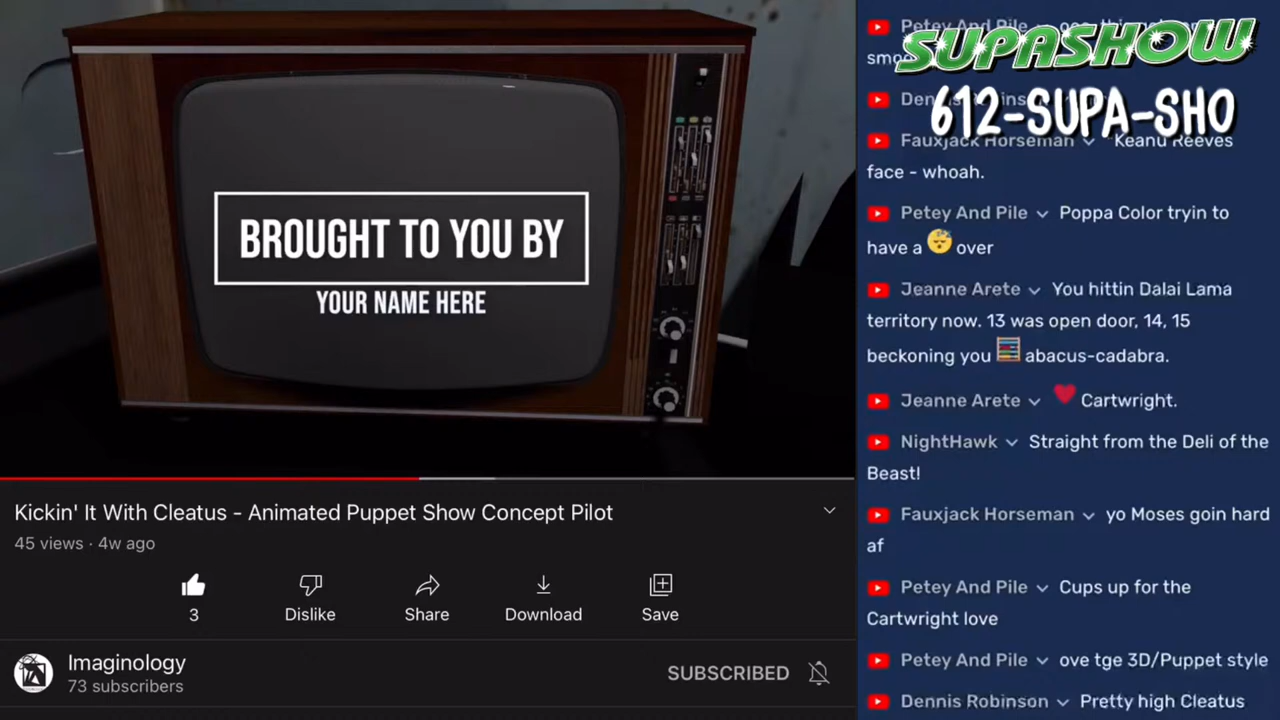 BROUGHT TO YOU BY
YOUR NAME HERE
Kickin' It With Cleatus - Animated Puppet Show Concept Pilot
45 views · 4w ago
3
Dislike
Share
Download
Save
Imaginology
73 subscribers
SUBSCRIBED
SUPASHOW
612-SUPA-SHO
Petey And Pile
Fauxjack Horseman Keanu Reeves
face - whoah.
Petey And Pile Poppa Color tryin to
have a 😴 over
Jeanne Arete You hittin Dalai Lama
territory now. 13 was open door, 14, 15
beckoning you 🧮 abacus-cadabra.
Jeanne Arete ❤️ Cartwright.
NightHawk Straight from the Deli of the
Beast!
Fauxjack Horseman yo Moses goin hard
af
Petey And Pile Cups up for the
Cartwright love
Petey And Pile ove tge 3D/Puppet style
Dennis Robinson Pretty high Cleatus